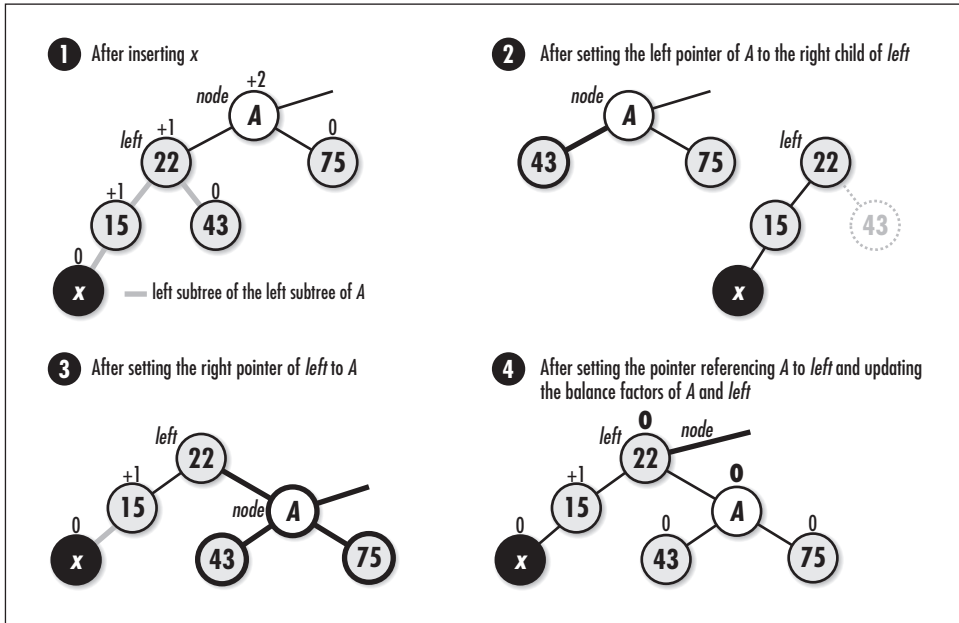 1 After inserting x
+2
node
A
+1
left
22
0
75
+1
15
0
43
0
x
left subtree of the left subtree of A
2 After setting the left pointer of A to the right child of left
node
A
43
75
left
22
15
43
x
3 After setting the right pointer of left to A
left
22
+1
15
node
A
0
x
43
75
4 After setting the pointer referencing A to left and updating
the balance factors of A and left
0
left
node
22
+1
15
0
A
0
x
0
43
0
75